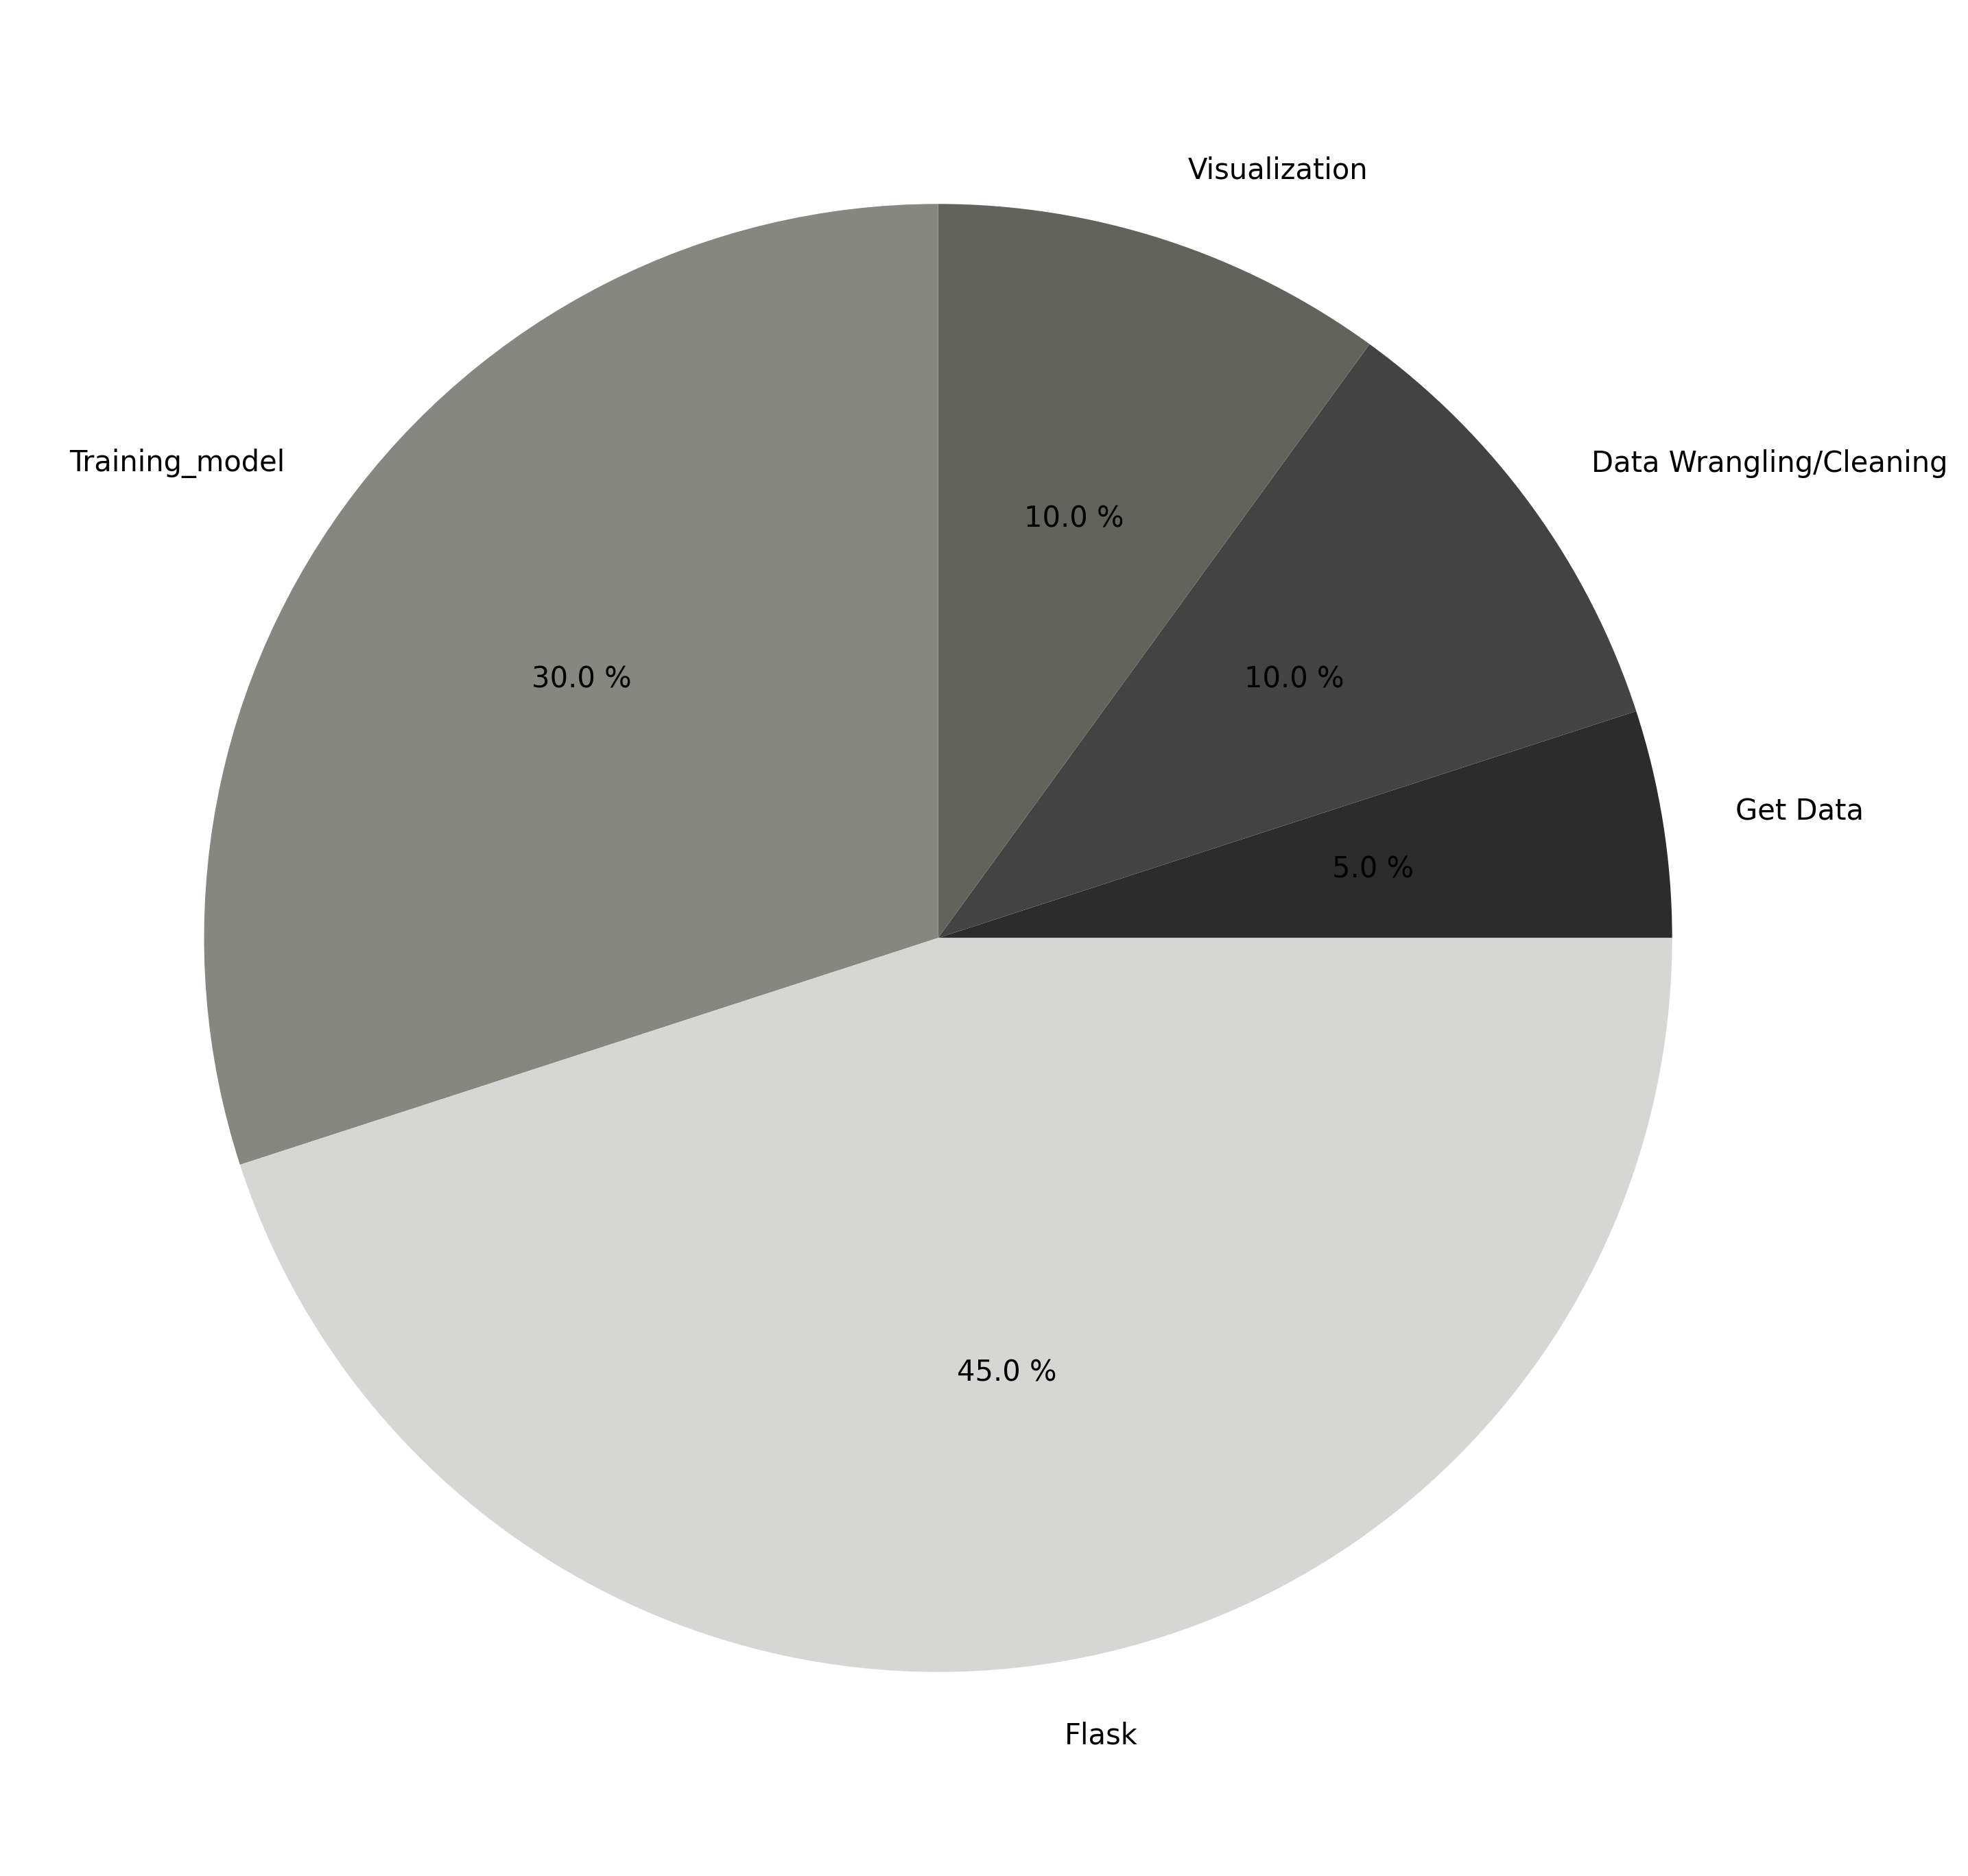 Visualization
Training_model
Data Wrangling/Cleaning
10.0 %
30.0 %
10.0 %
Get Data
5.0 %
45.0 %
Flask